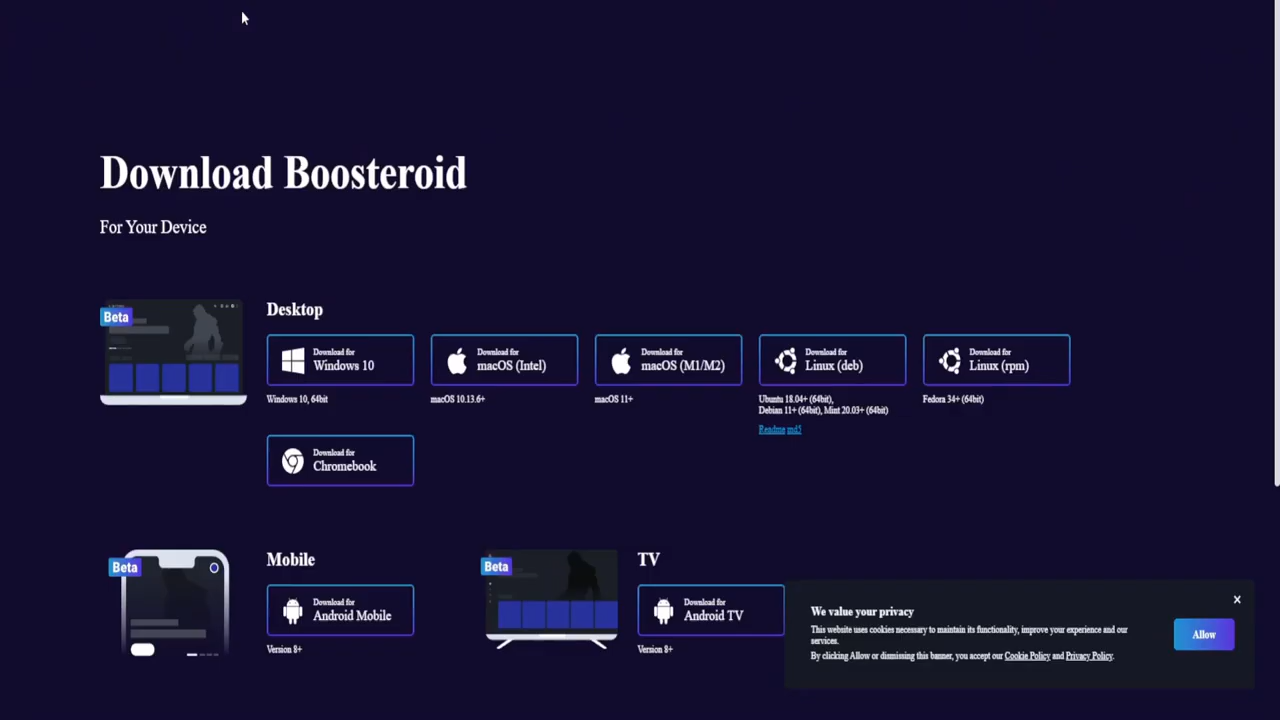 Download Boosteroid
For Your Device
Beta
Desktop
Download for
Windows 10
Windows 10, 64bit
Download for
macOS (Intel)
macOS 10.13.6+
Download for
macOS (M1/M2)
macOS 11+
Download for
Linux (deb)
Ubuntu 18.04+ (64bit),
Debian 11+ (64bit), Mint 20.03+ (64bit)
Readme md5
Download for
Linux (rpm)
Fedora 34+ (64bit)
Download for
Chromebook
Beta
Mobile
Download for
Android Mobile
Version 8+
Beta
TV
Download for
Android TV
Version 8+
We value your privacy
This website uses cookies necessary to maintain its functionality, improve your experience and our
services.
By clicking Allow or dismissing this banner, you accept our Cookie Policy and Privacy Policy.
Allow